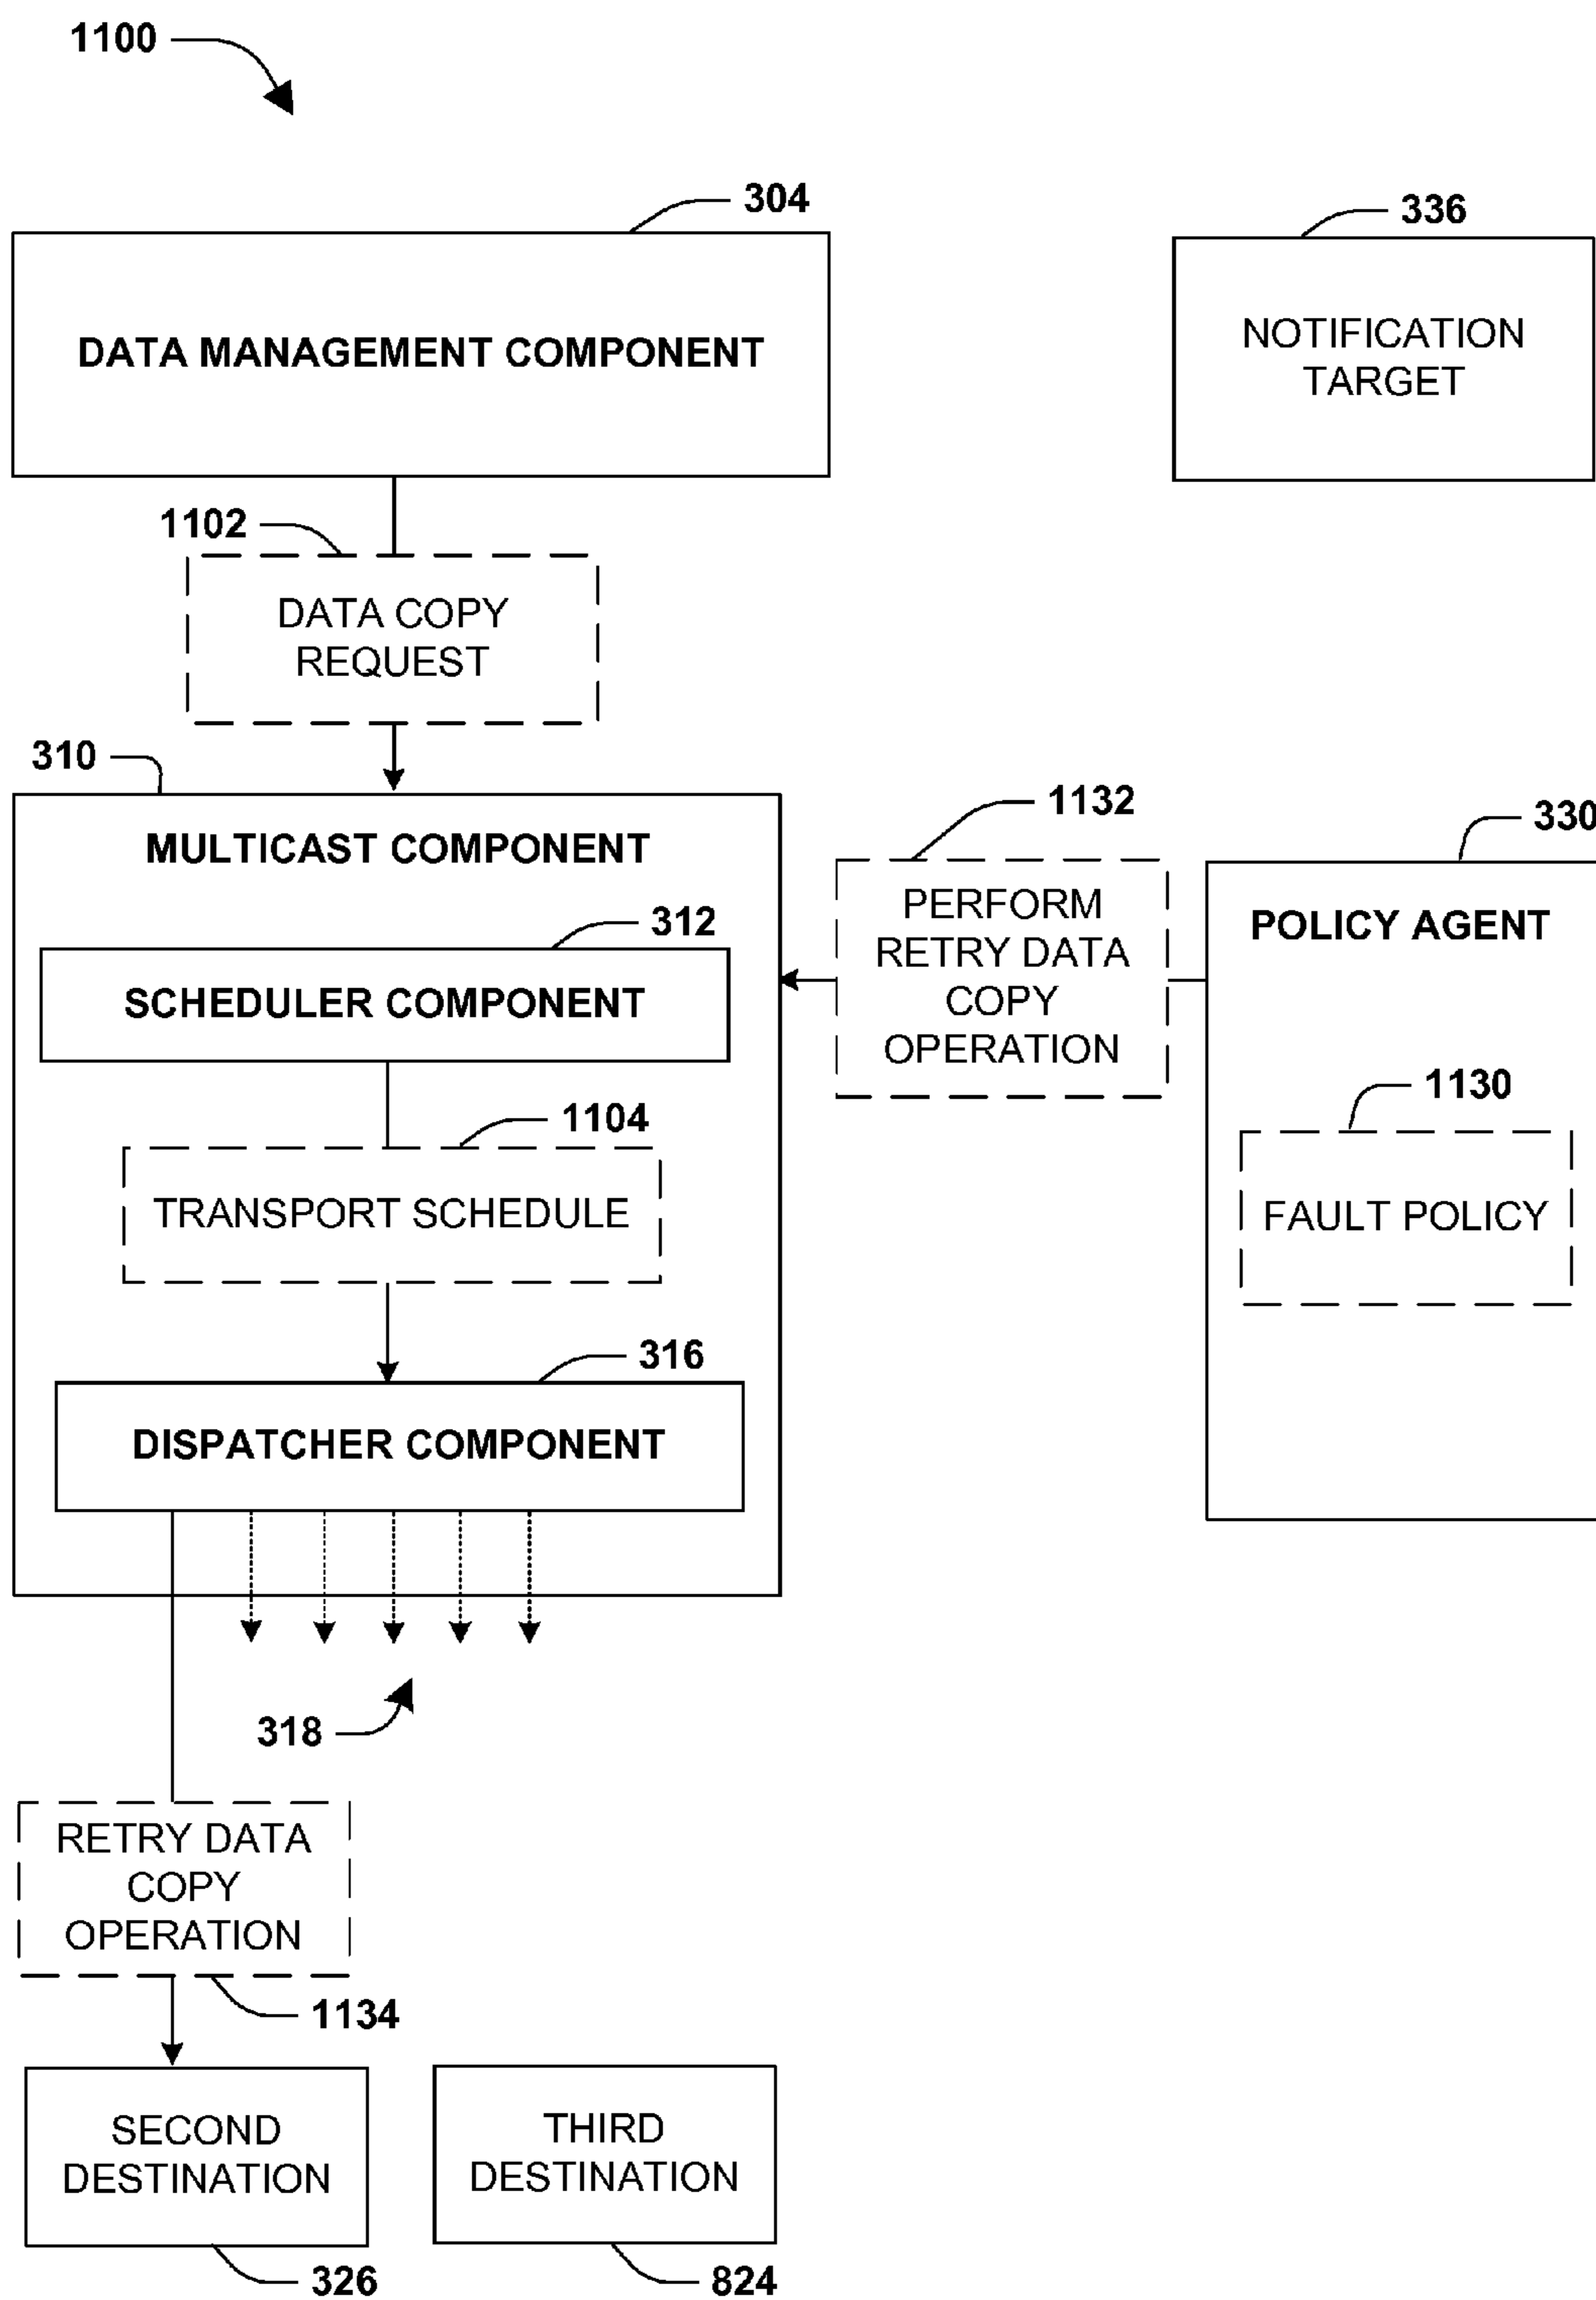 1100
304
336
DATA MANAGEMENT COMPONENT
NOTIFICATION
TARGET
1102
DATA COPY
REQUEST
310
MULTICAST COMPONENT
1132
330
PERFORM
RETRY DATA
COPY
OPERATION
POLICY AGENT
312
SCHEDULER COMPONENT
1104
1130
TRANSPORT SCHEDULE
FAULT POLICY
316
DISPATCHER COMPONENT
318
RETRY DATA
COPY
OPERATION
1134
SECOND
DESTINATION
THIRD
DESTINATION
326
824